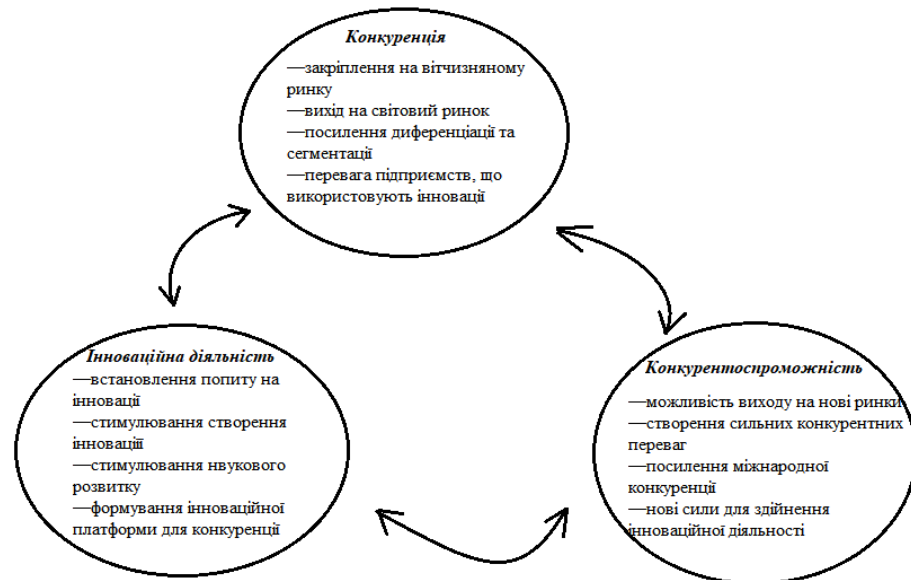 Конкуренція
—закріплення на вітчизняному
ринку
—вихід на світовий ринок
—посилення диференціації та
сегментації
—перевага підприємств, що
використовують інновації
Інноваційна діяльність
—встановлення попиту на
інновації
—стимулювання створення
інновації
—стимулювання нвукового
розвитку
—формування інноваційної
платформи для конкуренції
Конкурентоспроможність
—можливість виходу на нові ринки
—створення сильних конкурентних
переваг
—посилення міжнародної
конкуренції
—нові сили для здійнення
інноваційної діяльності